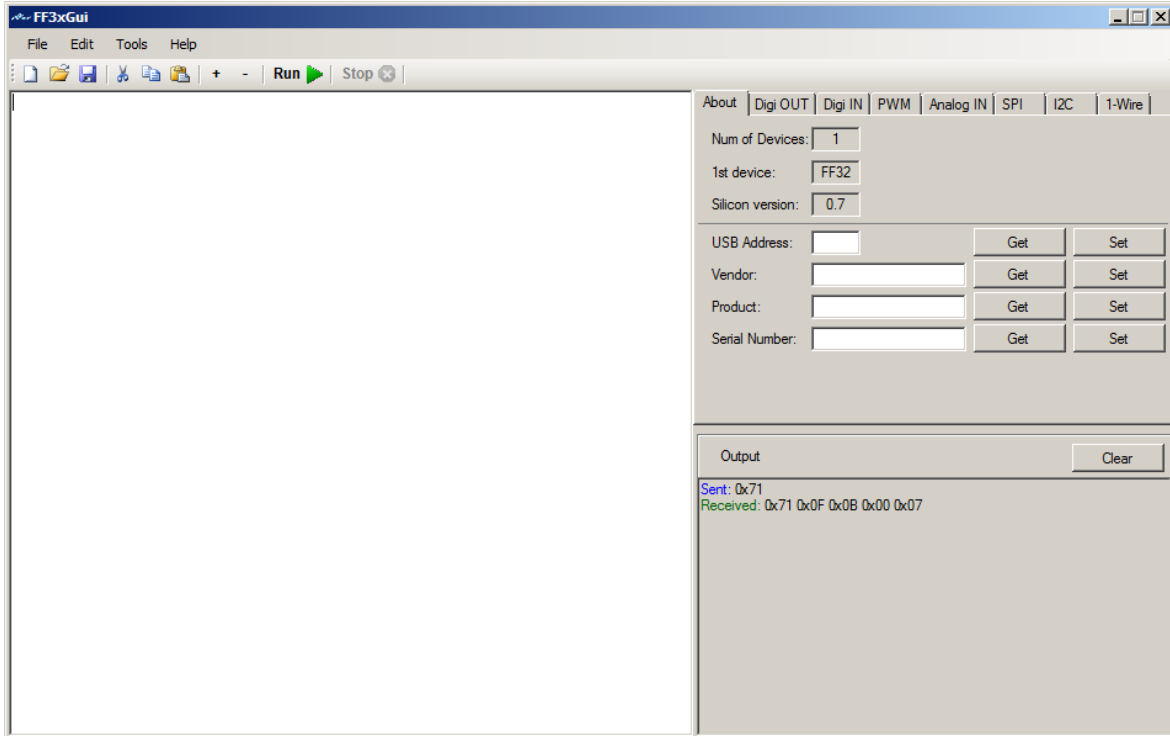 FF3xGui
File Edit Tools Help
+ - Run Stop
About Digi OUT Digi IN PWM Analog IN SPI I2C 1-Wire
Num of Devices: 1
1st device: FF32
Silicon version: 0.7
USB Address: Get Set
Vendor: Get Set
Product: Get Set
Serial Number: Get Set
Output Clear
Sent: 0x71
Received: 0x71 0x0F 0x0B 0x00 0x07